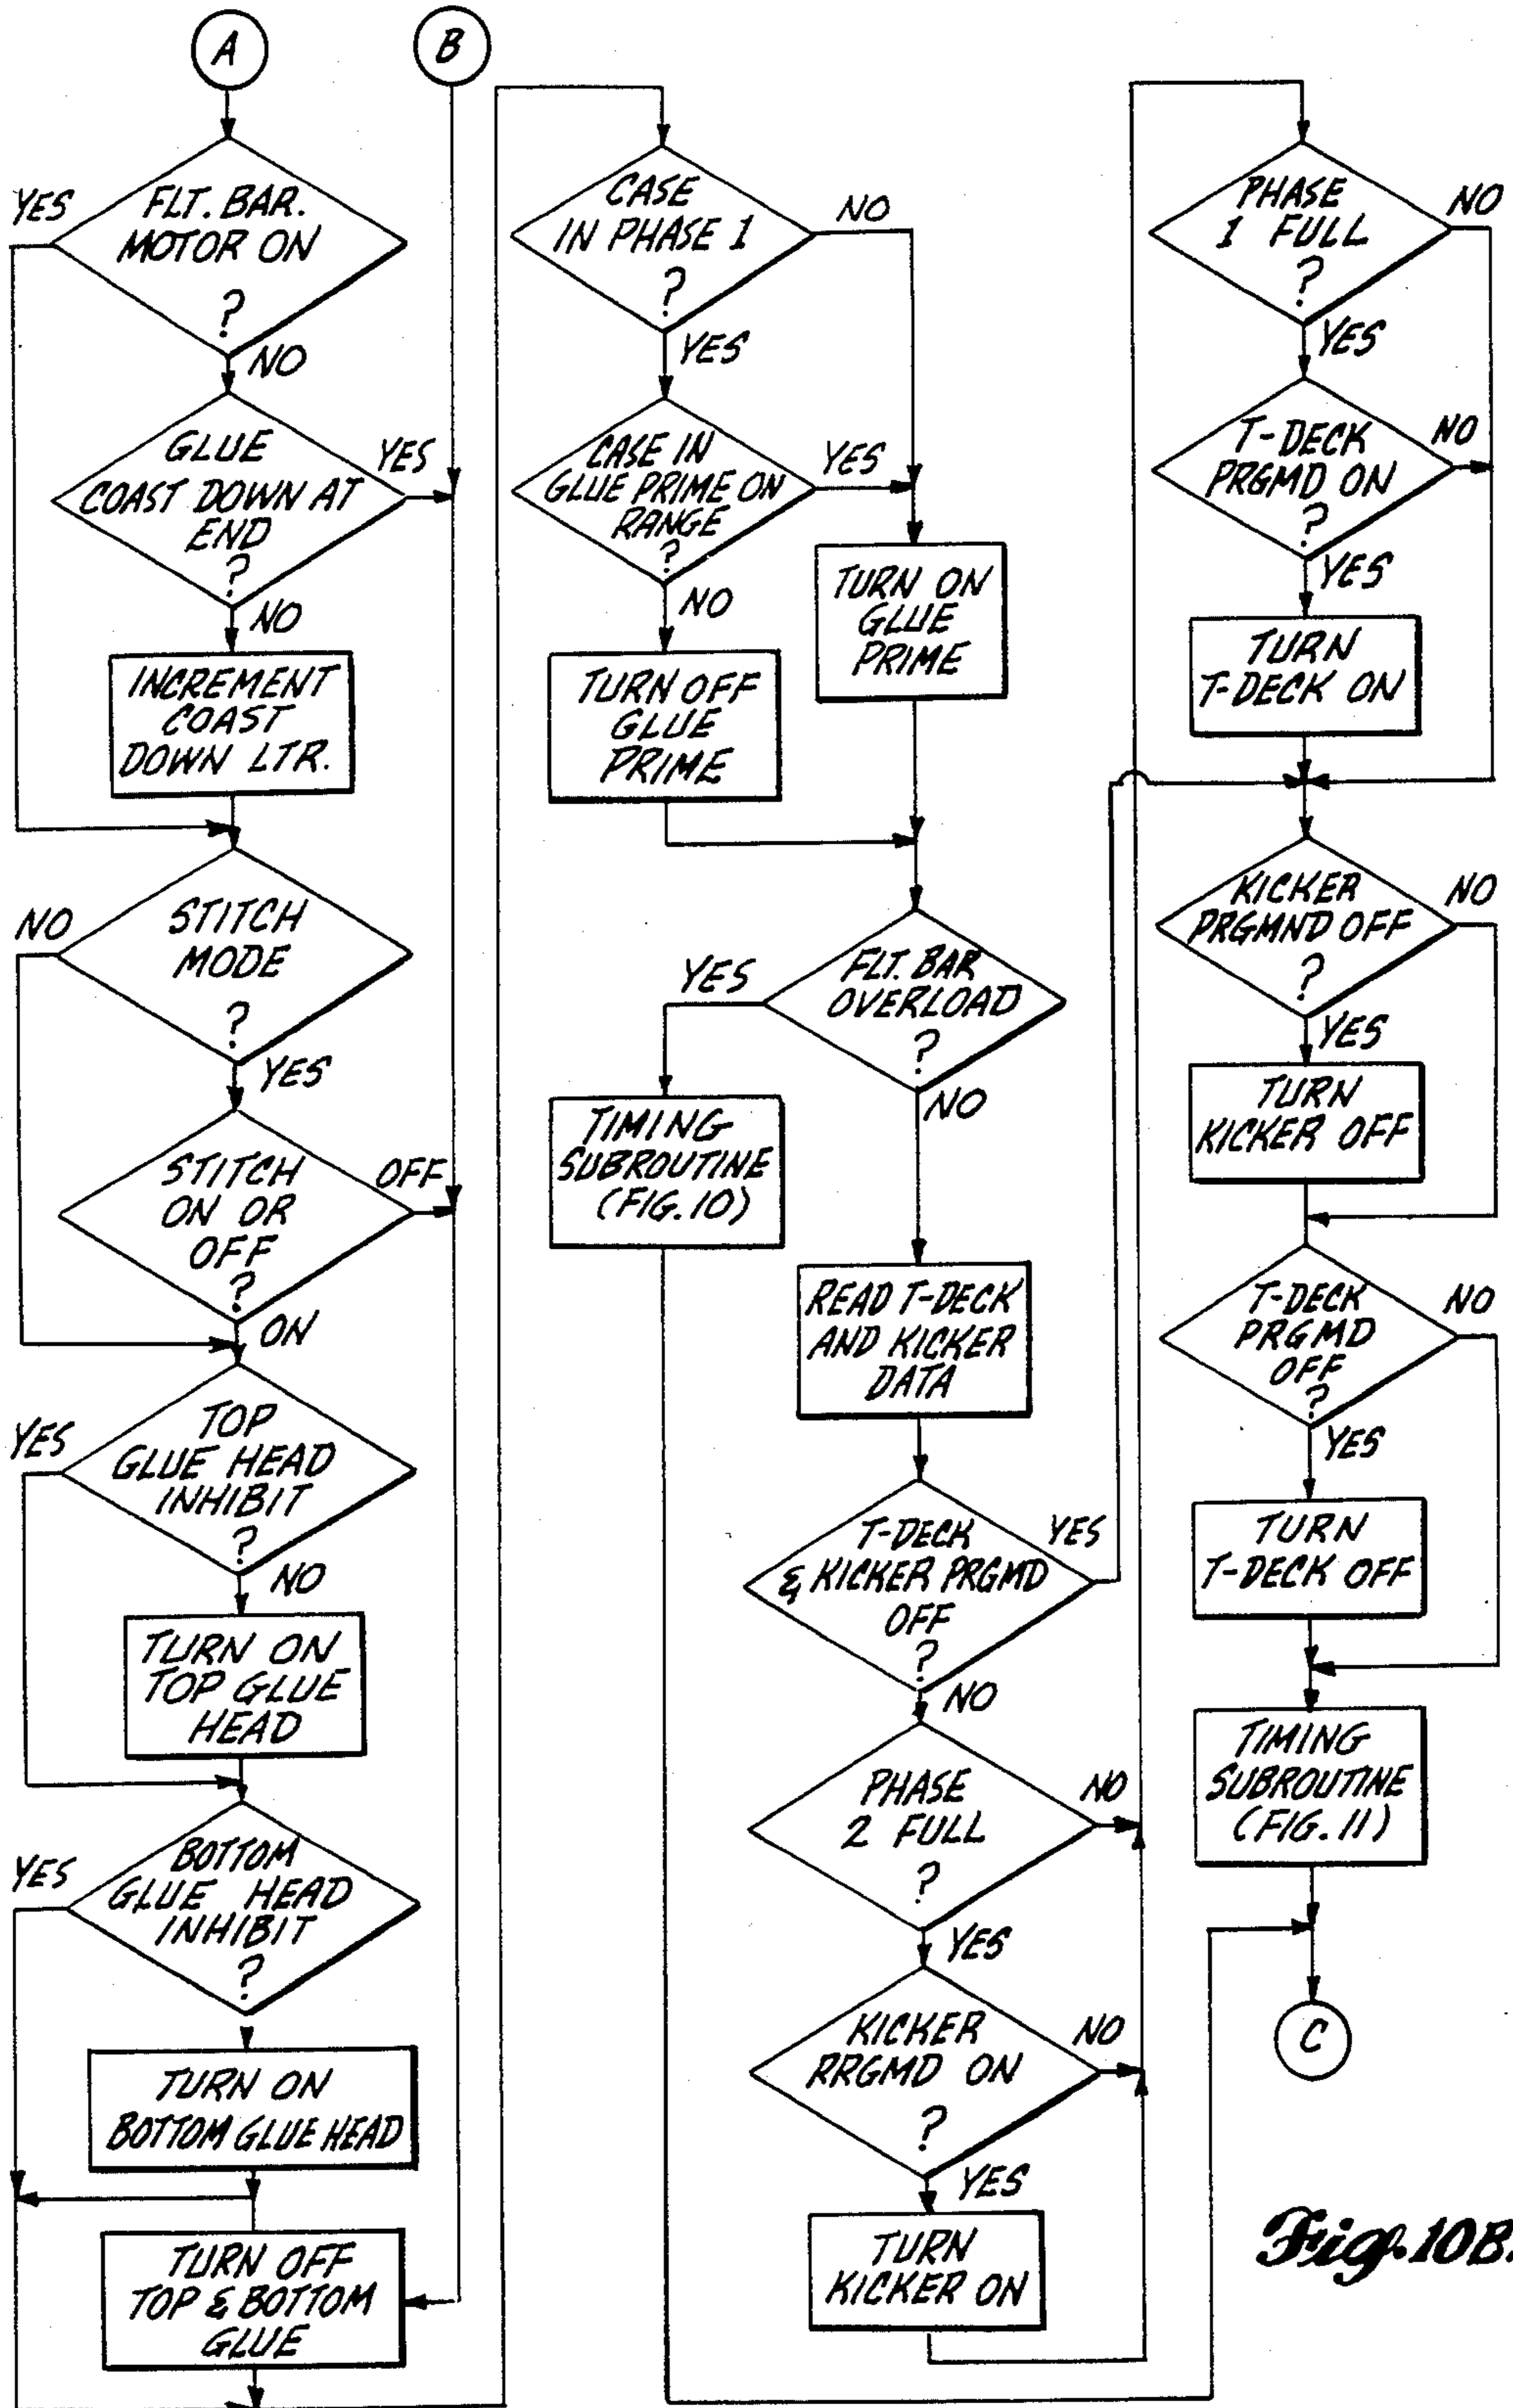 A
B
YES
FLT. BAR.
MOTOR ON
?
NO
GLUE
COAST DOWN AT
END
?
YES
NO
INCREMENT
COAST
DOWN LTR.
NO
STITCH
MODE
?
YES
STITCH
ON OR
OFF
?
OFF
ON
YES
TOP
GLUE HEAD
INHIBIT
?
NO
TURN ON
TOP GLUE
HEAD
YES
BOTTOM
GLUE HEAD
INHIBIT
?
TURN ON
BOTTOM GLUE HEAD
TURN OFF
TOP & BOTTOM
GLUE
CASE
IN PHASE 1
?
NO
YES
CASE IN
GLUE PRIME ON
RANGE
?
YES
NO
TURN ON
GLUE
PRIME
TURN OFF
GLUE
PRIME
YES
FLT. BAR
OVERLOAD
?
NO
TIMING
SUBROUTINE
(FIG. 10)
READ T-DECK
AND KICKER
DATA
T-DECK
& KICKER PRGMD
OFF
?
YES
NO
PHASE
2 FULL
?
NO
YES
KICKER
RRGMD ON
?
NO
YES
TURN
KICKER ON
PHASE
1 FULL
?
NO
YES
T-DECK
PRGMD ON
?
NO
YES
TURN
T-DECK ON
KICKER
PRGMND OFF
?
NO
YES
TURN
KICKER OFF
T-DECK
PRGMD
OFF
?
NO
YES
TURN
T-DECK OFF
TIMING
SUBROUTINE
(FIG. 11)
C
Fig. 10B.